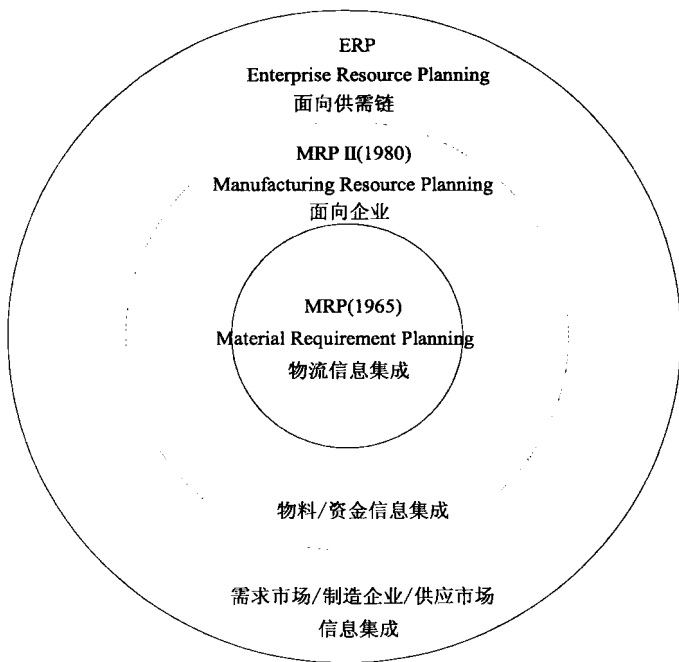 ERP
Enterprise Resource Planning
面向供需链
MRP II(1980)
Manufacturing Resource Planning
面向企业
MRP(1965)
Material Requirement Planning
物流信息集成
物料/资金信息集成
需求市场/制造企业/供应市场
信息集成